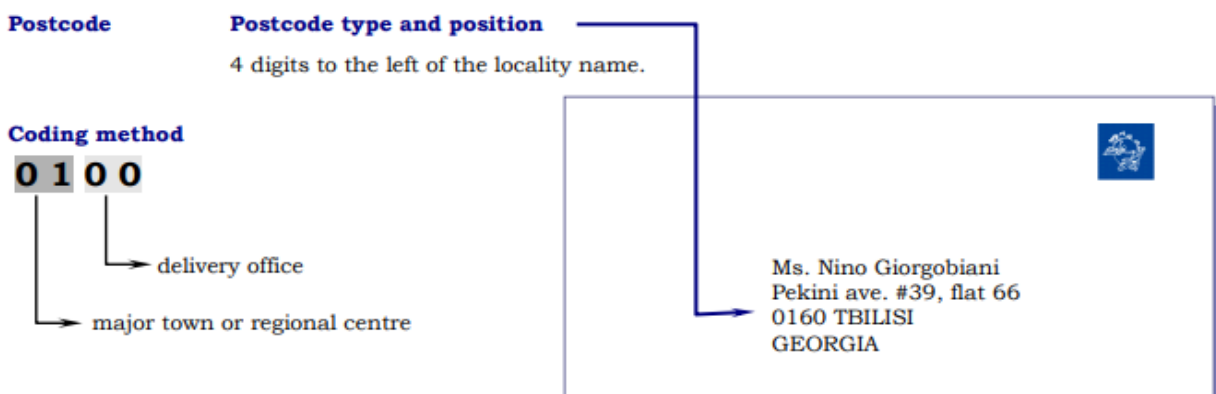 Postcode
Postcode type and position
4 digits to the left of the locality name.
Coding method
0 1 0 0
delivery office
major town or regional centre
Ms. Nino Giorgobiani
Pekini ave. #39, flat 66
0160 TBILISI
GEORGIA